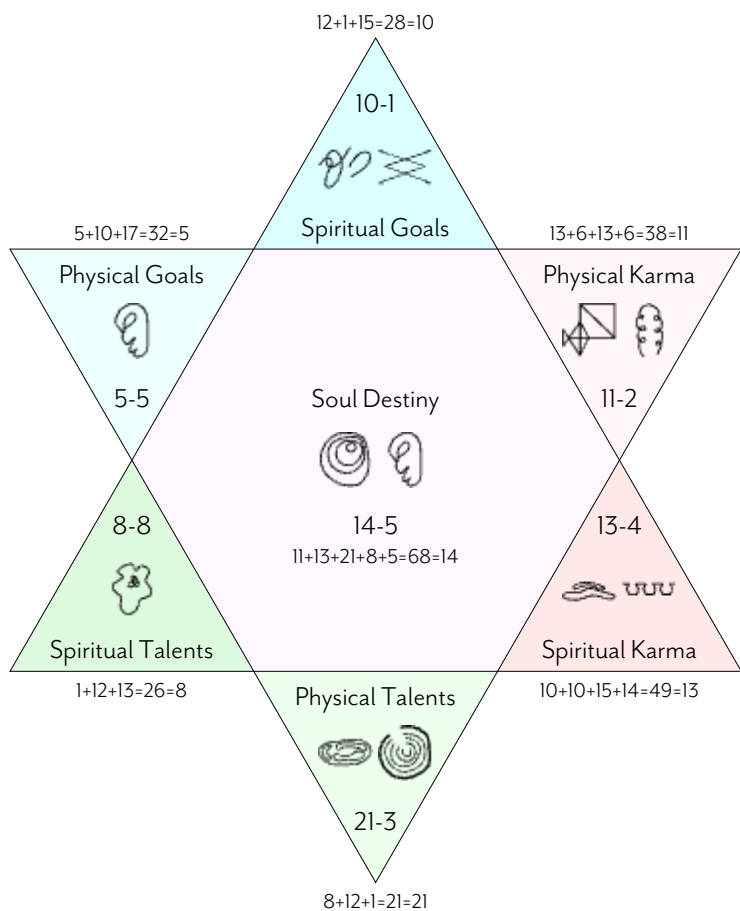 12+1+15=28=10
10-1
Spiritual Goals
5+10+17=32=5
13+6+13+6=38=11
Physical Goals
Physical Karma
5-5
11-2
Soul Destiny
8-8
14-5
13-4
11+13+21+8+5=68=14
Spiritual Talents
Spiritual Karma
1+12+13=26=8
10+10+15+14=49=13
Physical Talents
21-3
8+12+1=21=21